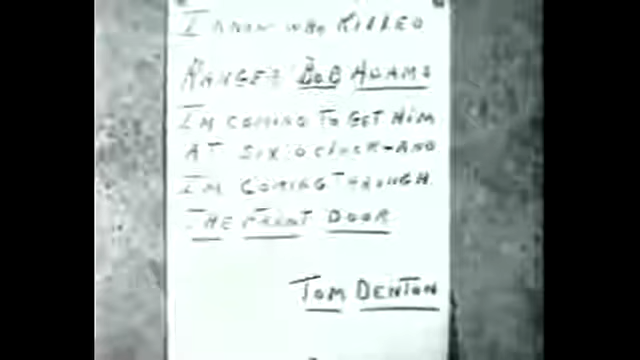 I KNOW WHO KILLED
RANGER BOB ADAMS
I'M COMING TO GET HIM
AT SIX O'CLOCK-AND
I'M COMING THROUGH
THE FRONT DOOR
TOM DENTON